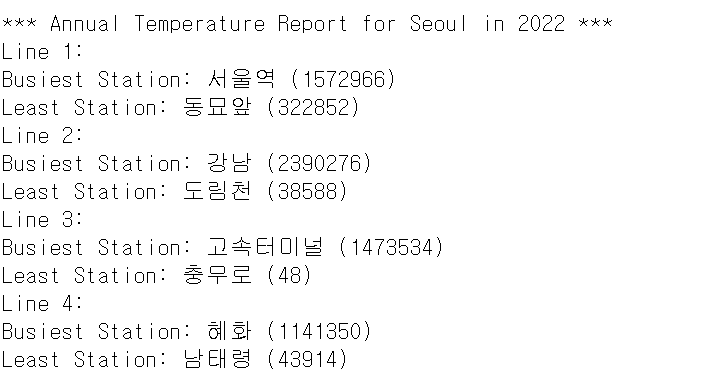 *** Annual Temperature Report for Seoul in 2022 ***
Line 1:
Busiest Station: 서울역 (1572966)
Least Station: 동묘앞 (322852)
Line 2:
Busiest Station: 강남 (2390276)
Least Station: 도림천 (38588)
Line 3:
Busiest Station: 고속터미널 (1473534)
Least Station: 충무로 (48)
Line 4:
Busiest Station: 혜화 (1141350)
Least Station: 남태령 (43914)